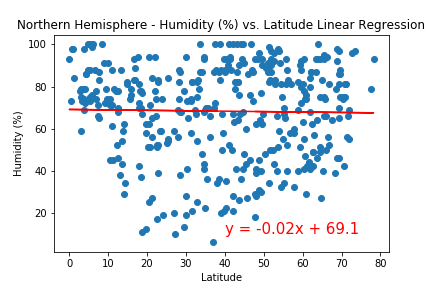 Northern Hemisphere - Humidity (%) vs. Latitude Linear Regression
Humidity (%)
100
80
60
40
20
y = -0.02x + 69.1
0 10 20 30 40 50 60 70 80
Latitude